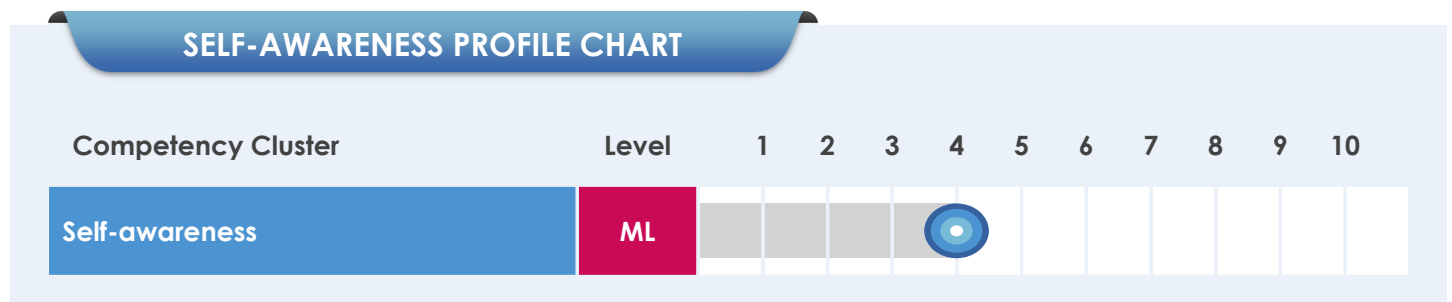 SELF-AWARENESS PROFILE CHART
Competency Cluster Level 1 2 3 4 5 6 7 8 9 10
Self-awareness ML